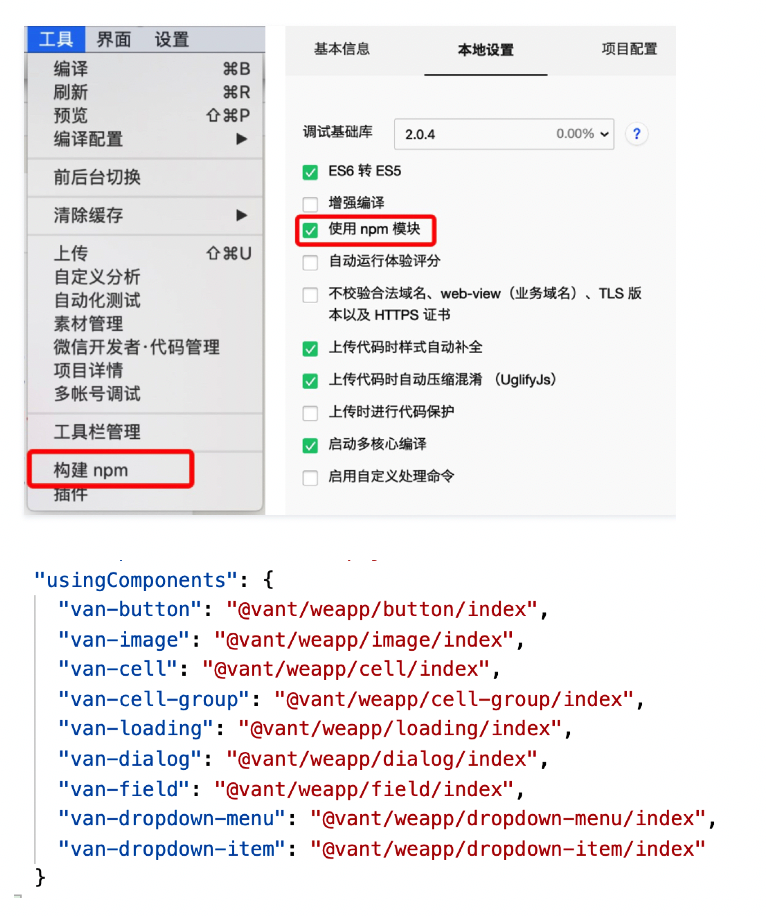 工具 界面 设置
编译 ⌘B
刷新 ⌘R
预览 ⇧⌘P
编译配置 ▶
前后台切换
清除缓存 ▶
上传 ⇧⌘U
自定义分析
自动化测试
素材管理
微信开发者·代码管理
项目详情
多帐号调试
工具栏管理
构建 npm
插件
基本信息 本地设置 项目配置
调试基础库 2.0.4 0.00% ?
ES6 转 ES5
增强编译
使用 npm 模块
自动运行体验评分
不校验合法域名、web-view（业务域名）、TLS 版
本以及 HTTPS 证书
上传代码时样式自动补全
上传代码时自动压缩混淆 （UglifyJs）
上传时进行代码保护
启动多核心编译
启用自定义处理命令
"usingComponents": {
"van-button": "@vant/weapp/button/index",
"van-image": "@vant/weapp/image/index",
"van-cell": "@vant/weapp/cell/index",
"van-cell-group": "@vant/weapp/cell-group/index",
"van-loading": "@vant/weapp/loading/index",
"van-dialog": "@vant/weapp/dialog/index",
"van-field": "@vant/weapp/field/index",
"van-dropdown-menu": "@vant/weapp/dropdown-menu/index",
"van-dropdown-item": "@vant/weapp/dropdown-item/index"
}